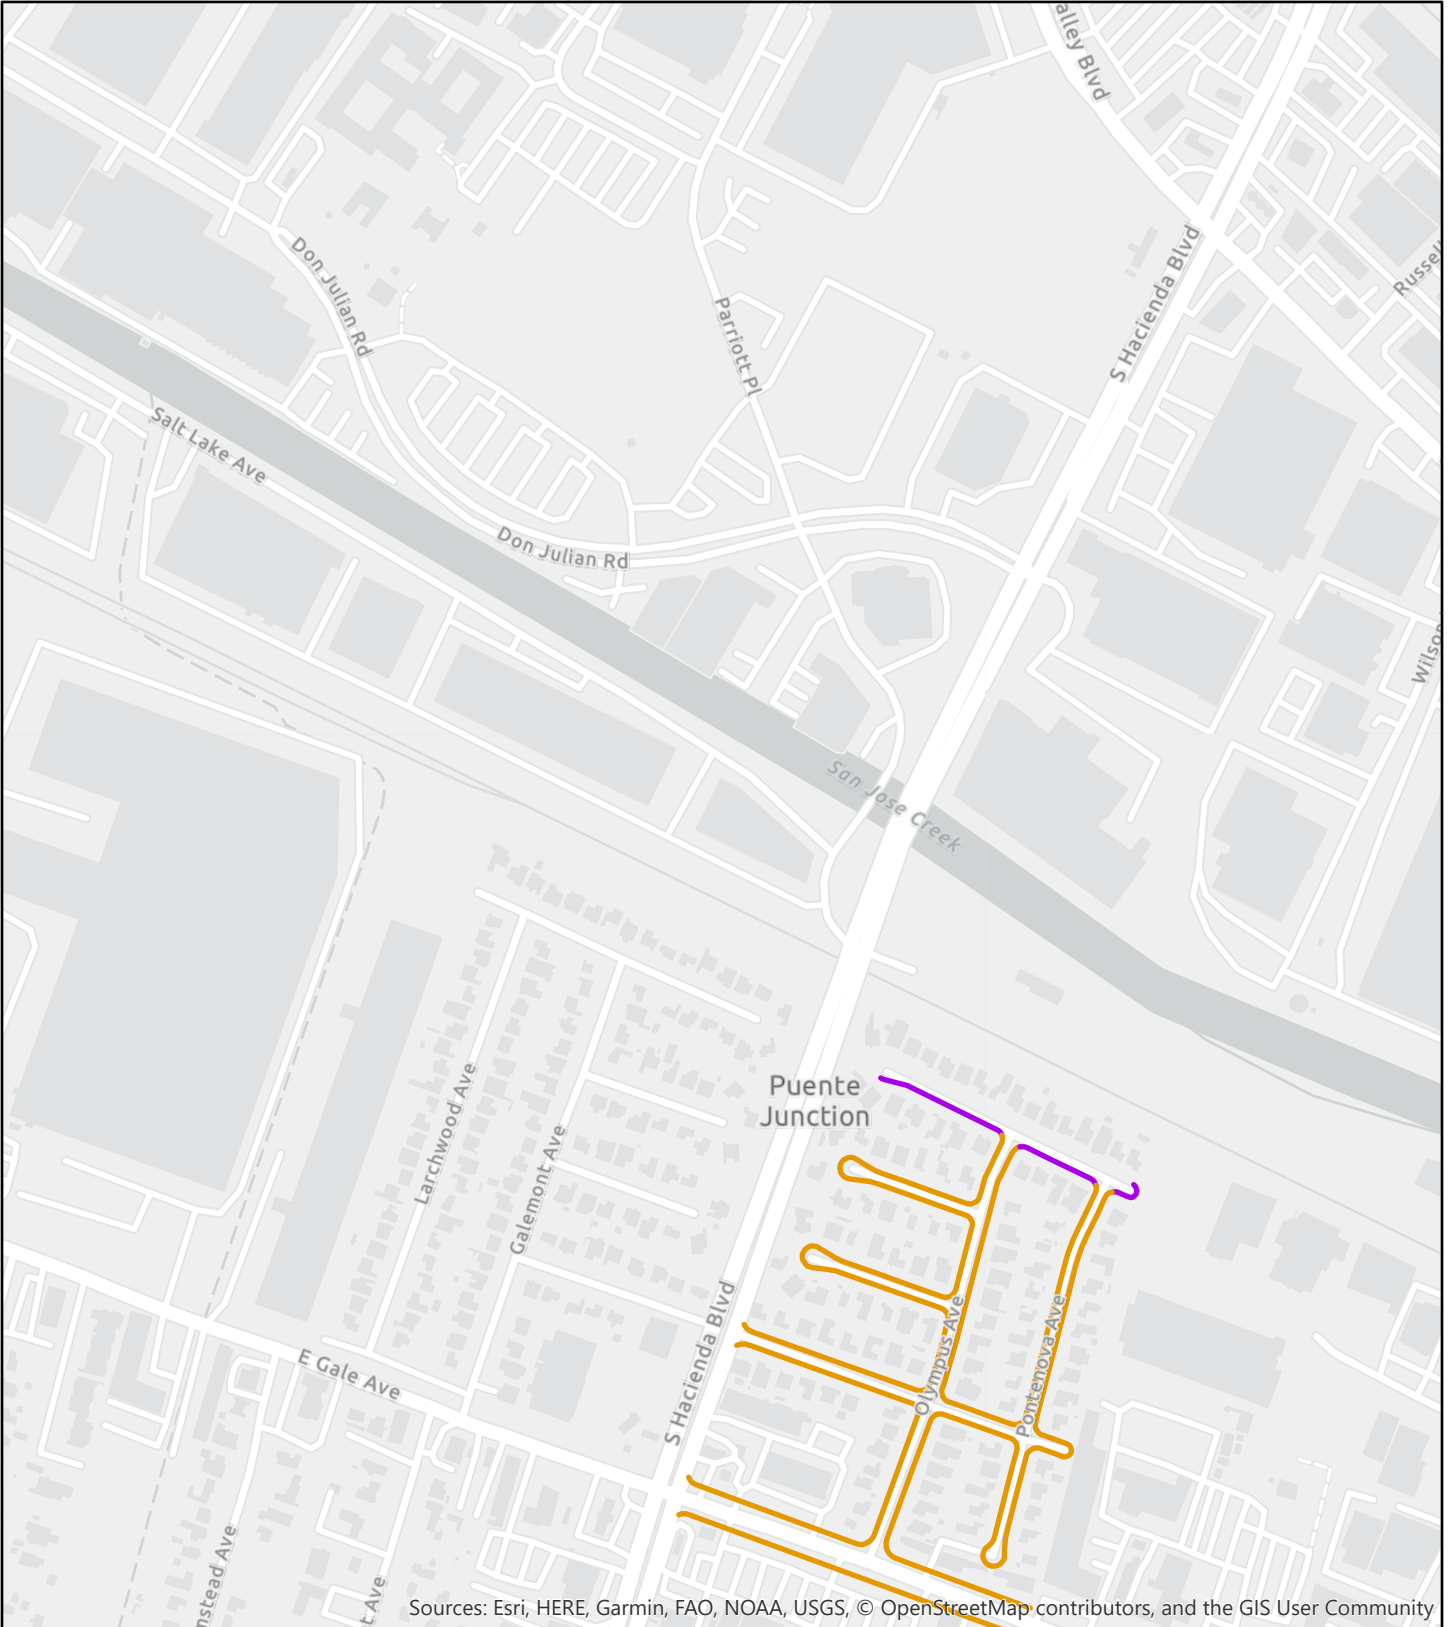 alley Blvd
S Hacienda Blvd
Russell
Don Julian Rd
Parriott Pl
Salt Lake Ave
Don Julian Rd
Wilson
San Jose Creek
Puente
Junction
Larchwood Ave
Galemont Ave
S Hacienda Blvd
Olympus Ave
Pontenova Ave
E Gale Ave
nstead Ave
t Ave
Sources: Esri, HERE, Garmin, FAO, NOAA, USGS, © OpenStreetMap contributors, and the GIS User Community